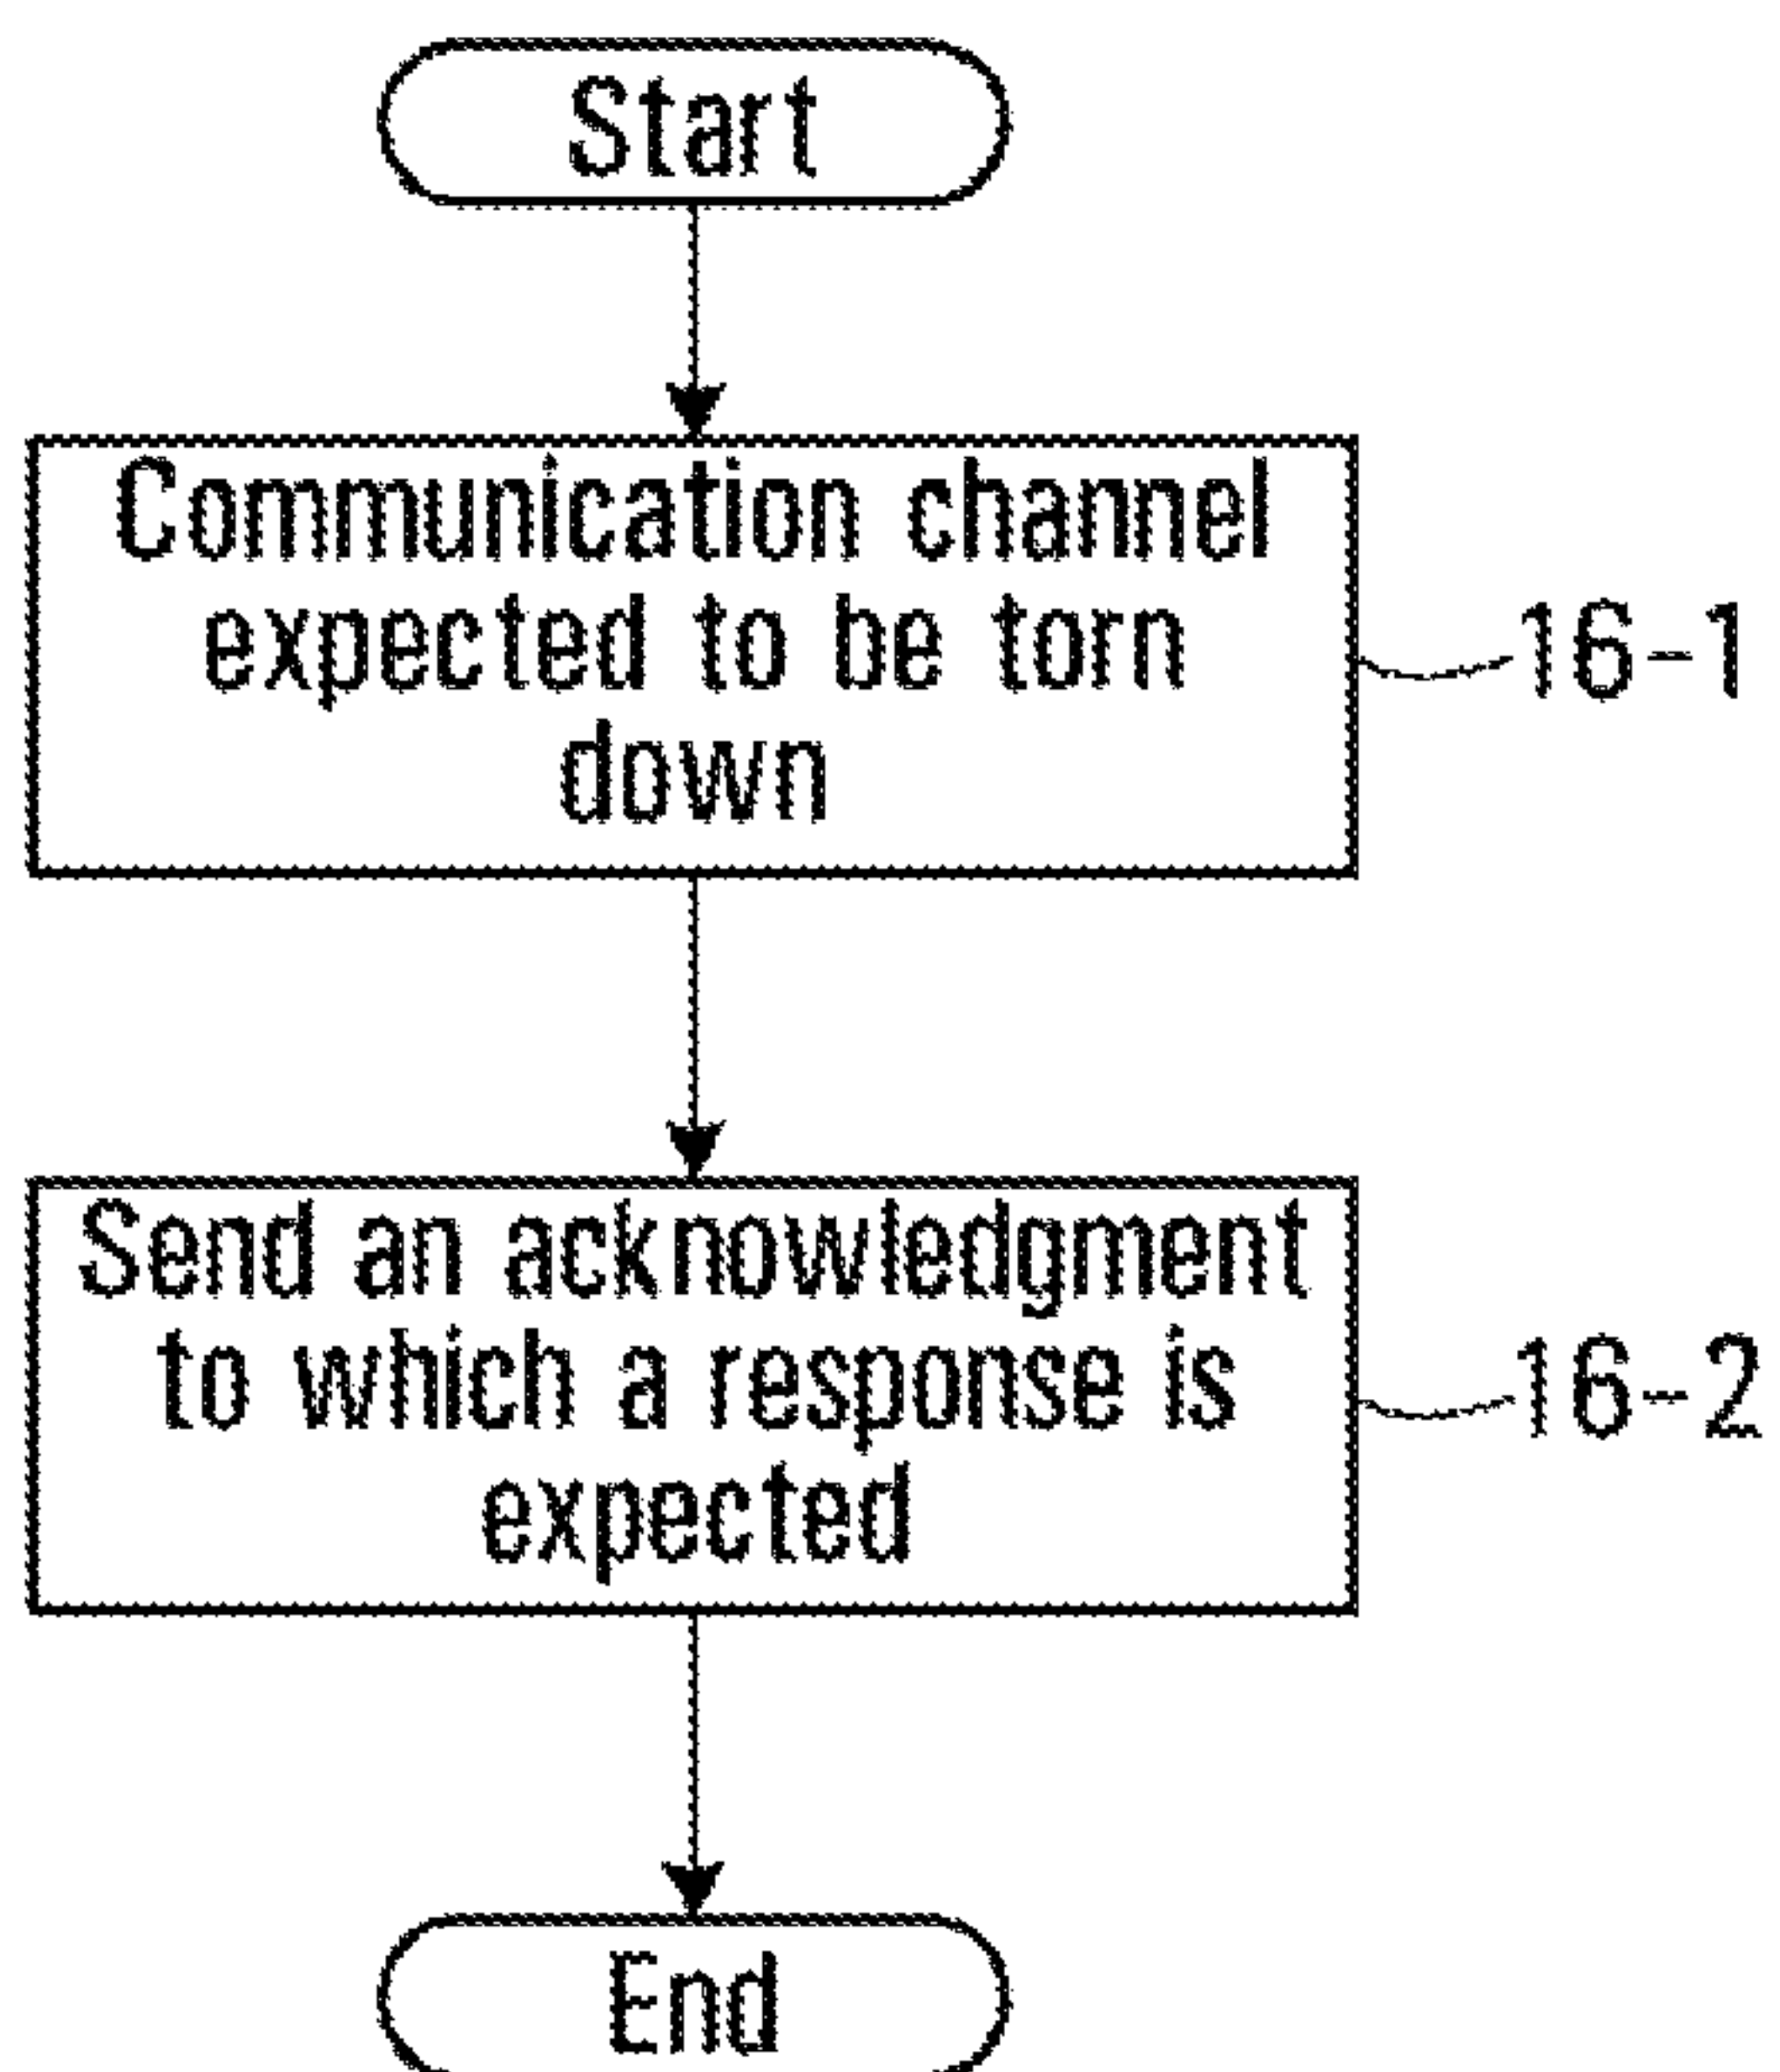 Start
Communication channel
expected to be torn
down
16-1
Send an acknowledgment
to which a response is
expected
16-2
End